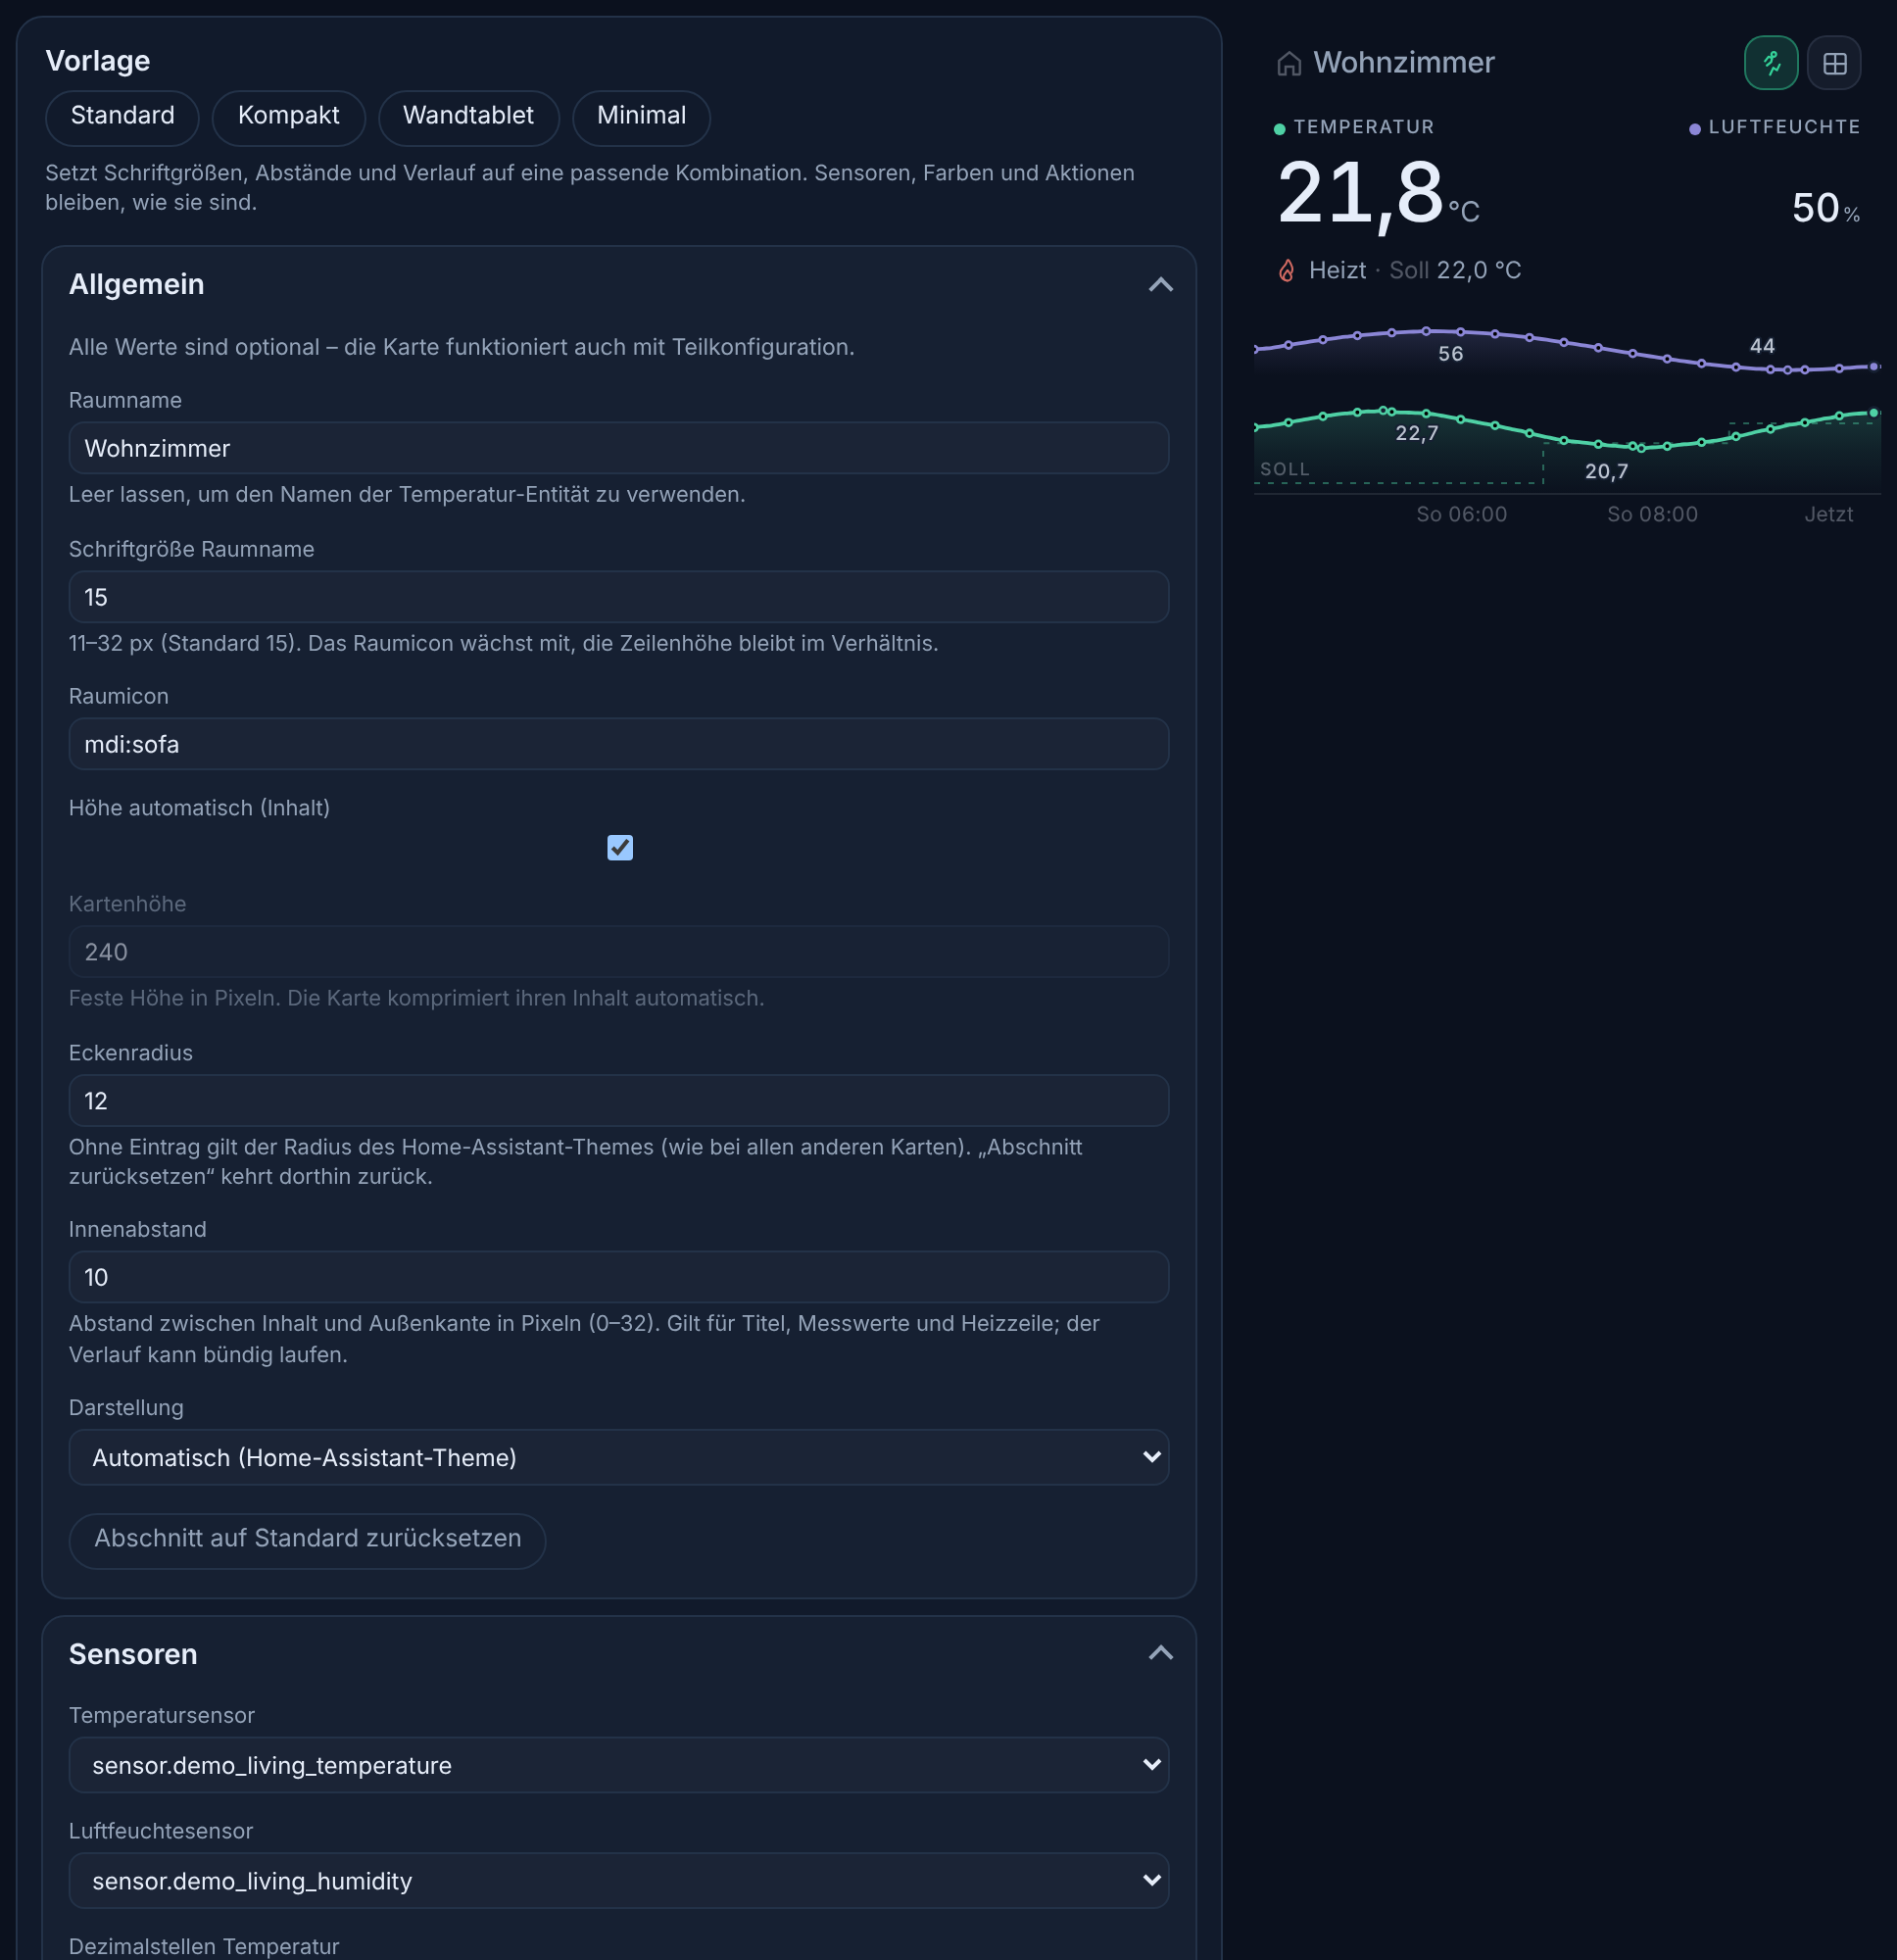 Vorlage
Standard
Kompakt
Wandtablet
Minimal
Setzt Schriftgrößen, Abstände und Verlauf auf eine passende Kombination. Sensoren, Farben und Aktionen
bleiben, wie sie sind.
Allgemein
Alle Werte sind optional – die Karte funktioniert auch mit Teilkonfiguration.
Raumname
Wohnzimmer
Leer lassen, um den Namen der Temperatur-Entität zu verwenden.
Schriftgröße Raumname
15
11–32 px (Standard 15). Das Raumicon wächst mit, die Zeilenhöhe bleibt im Verhältnis.
Raumicon
mdi:sofa
Höhe automatisch (Inhalt)
Kartenhöhe
240
Feste Höhe in Pixeln. Die Karte komprimiert ihren Inhalt automatisch.
Eckenradius
12
Ohne Eintrag gilt der Radius des Home-Assistant-Themes (wie bei allen anderen Karten). „Abschnitt
zurücksetzen“ kehrt dorthin zurück.
Innenabstand
10
Abstand zwischen Inhalt und Außenkante in Pixeln (0–32). Gilt für Titel, Messwerte und Heizzeile; der
Verlauf kann bündig laufen.
Darstellung
Automatisch (Home-Assistant-Theme)
Abschnitt auf Standard zurücksetzen
Sensoren
Temperatursensor
sensor.demo_living_temperature
Luftfeuchtesensor
sensor.demo_living_humidity
Dezimalstellen Temperatur
Wohnzimmer
TEMPERATUR
LUFTFEUCHTE
21,8 °C
50 %
Heizt · Soll 22,0 °C
56
44
22,7
20,7
SOLL
So 06:00
So 08:00
Jetzt